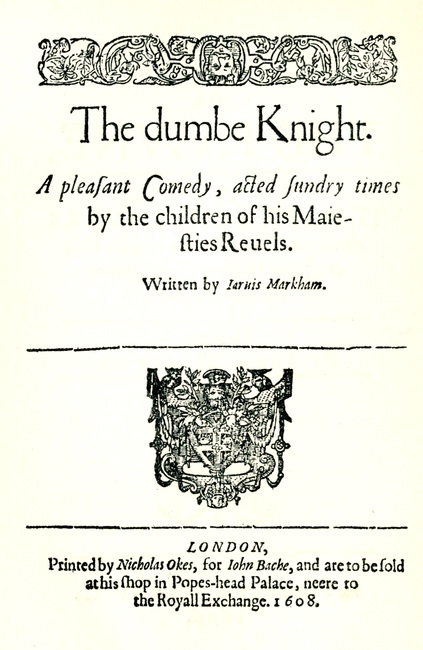 The dumbe Knight.
A pleaſant Comedy, acted ſundry times
by the children of his Maie-
ſties Reuels.
Written by Iaruis Markham.
LONDON,
Printed by Nicholas Okes, for Iohn Bache, and are to be ſold
at his ſhop in Popes-head Palace, neere to
the Royall Exchange. 1608.